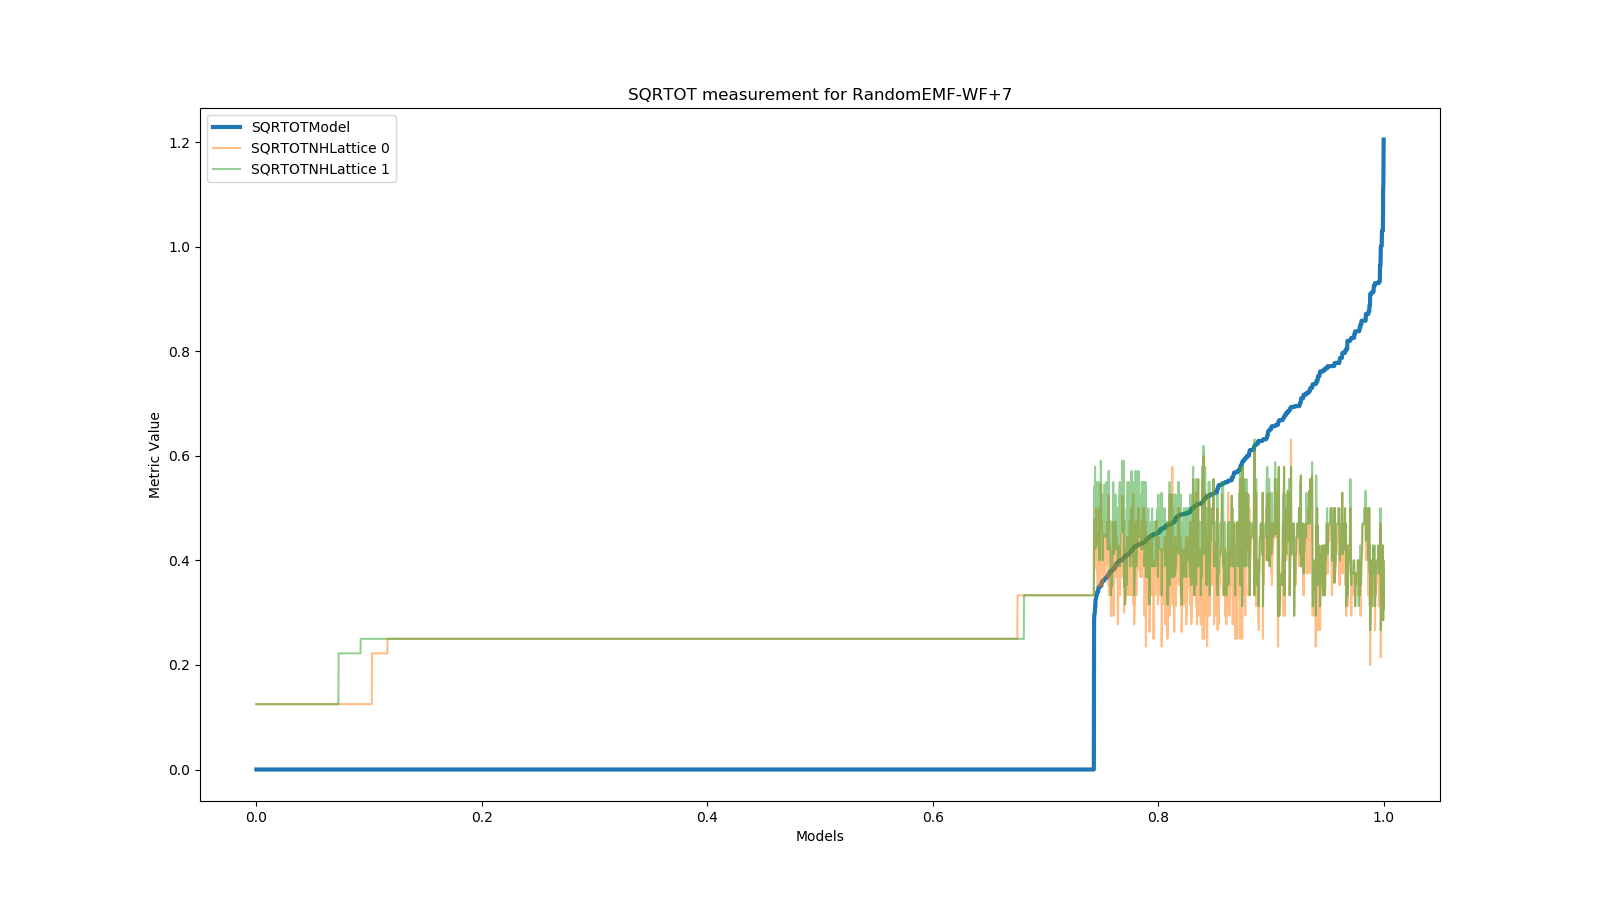 SQRTOT measurement for RandomEMF-WF+7
SQRTOTModel
SQRTOTNHLattice 0
SQRTOTNHLattice 1
1.2
1.0
0.8
0.6
0.4
0.2
0.0
Metric Value
0.0 0.2 0.4 0.6 0.8 1.0
Models